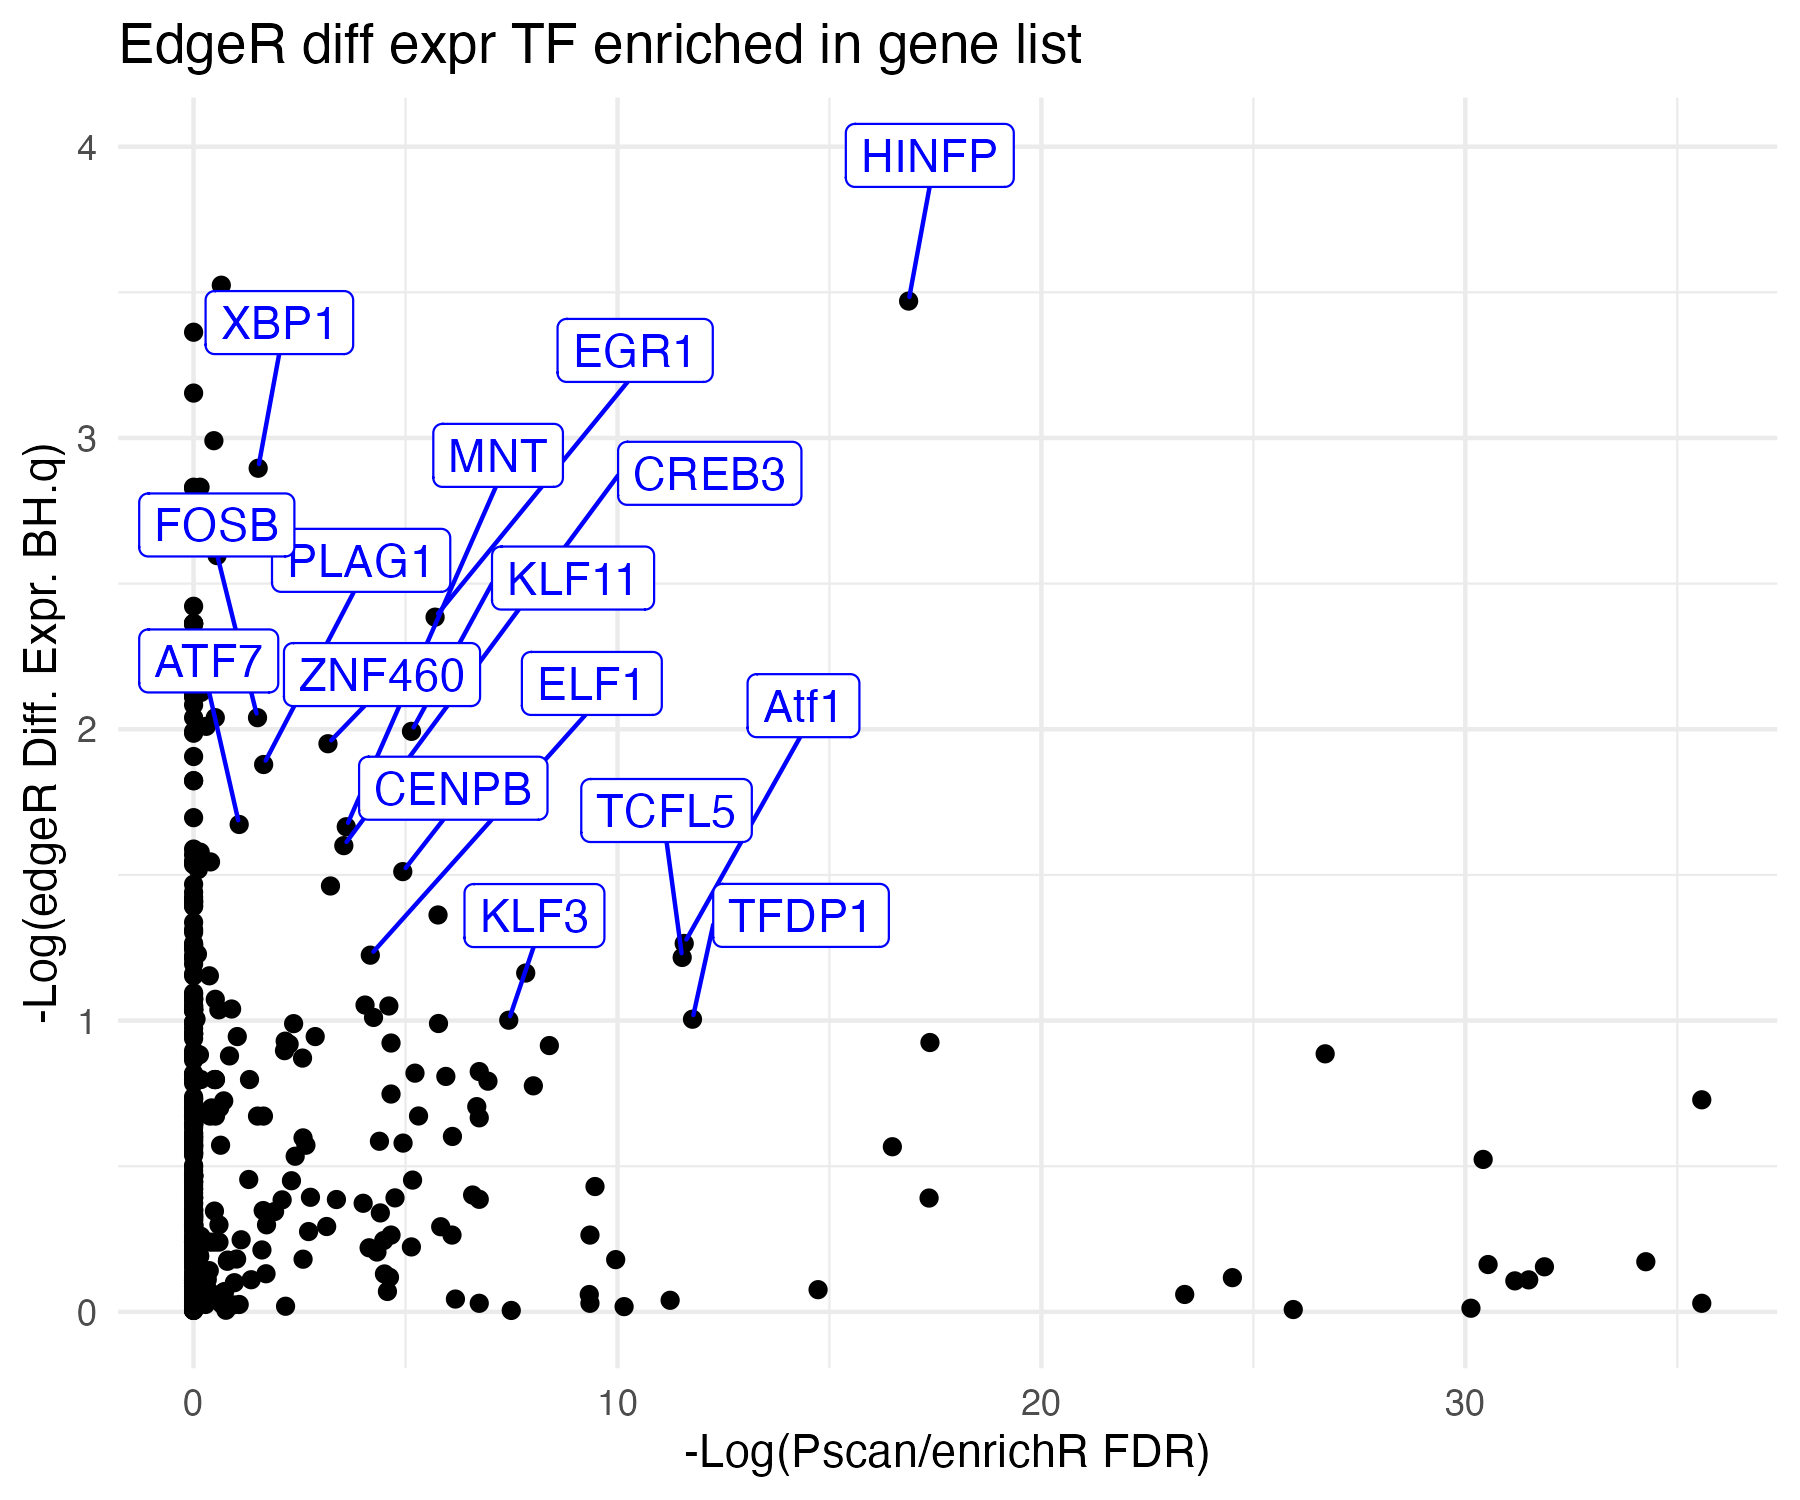 EdgeR diff expr TF enriched in gene list
-Log(edgeR Diff. Expr. BH.q)
4
3
2
1
0
HINFP
XBP1
EGR1
MNT
CREB3
FOSB
PLAG1
KLF11
ATF7
ZNF460
ELF1
Atf1
CENPB
TCFL5
KLF3
TFDP1
0
10
20
30
-Log(Pscan/enrichR FDR)